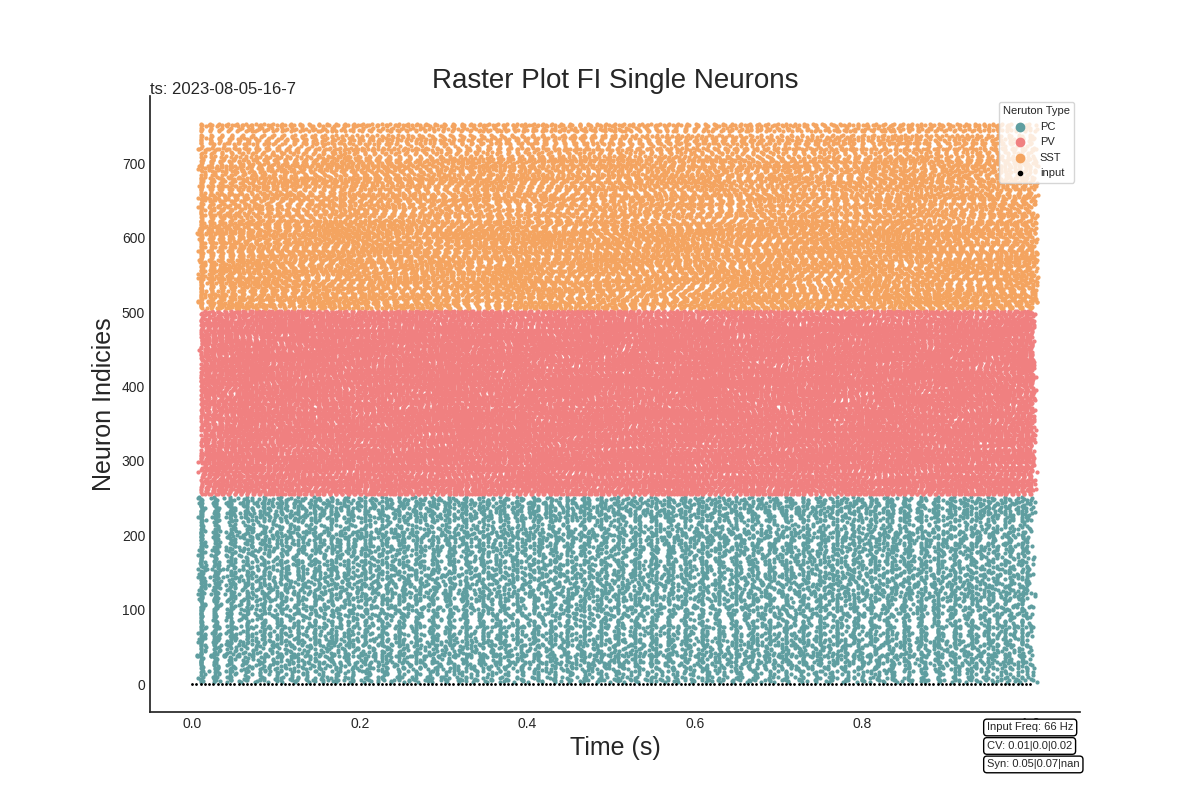 Raster Plot FI Single Neurons
ts: 2023-08-05-16-7
Neruton Type
PC
PV
SST
input
Neuron Indicies
700
600
500
400
300
200
100
0
0.0 0.2 0.4 0.6 0.8
Time (s)
Input Freq: 66 Hz
CV: 0.01|0.0|0.02
Syn: 0.05|0.07|nan